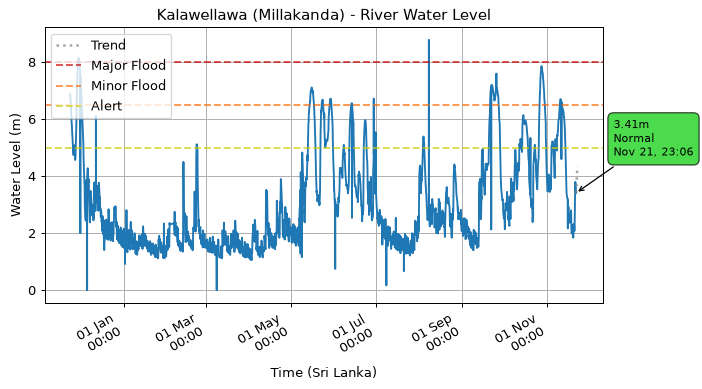 Kalawellawa (Millakanda) - River Water Level
Trend
Major Flood
Minor Flood
Alert
8
6
4
2
0
Water Level (m)
3.41m
Normal
Nov 21, 23:06
01 Jan
00:00
01 Mar
00:00
01 May
00:00
01 Jul
00:00
01 Sep
00:00
01 Nov
00:00
Time (Sri Lanka)